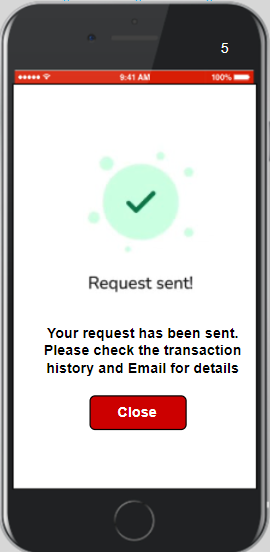 5
9:41 AM 100%
Request sent!
Your request has been sent.
Please check the transaction
history and Email for details
Close